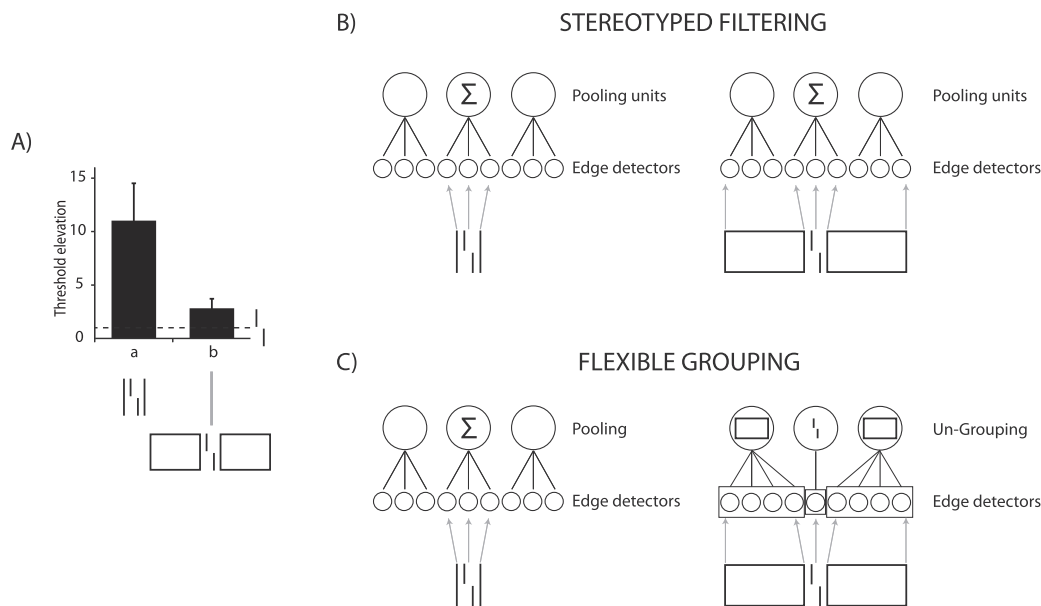 A)
Threshold elevation
15
10
5
0
a
b
B)
STEREOTYPED FILTERING
Σ
Pooling units
Edge detectors
Σ
Pooling units
Edge detectors
C)
FLEXIBLE GROUPING
Σ
Pooling
Edge detectors
Un-Grouping
Edge detectors